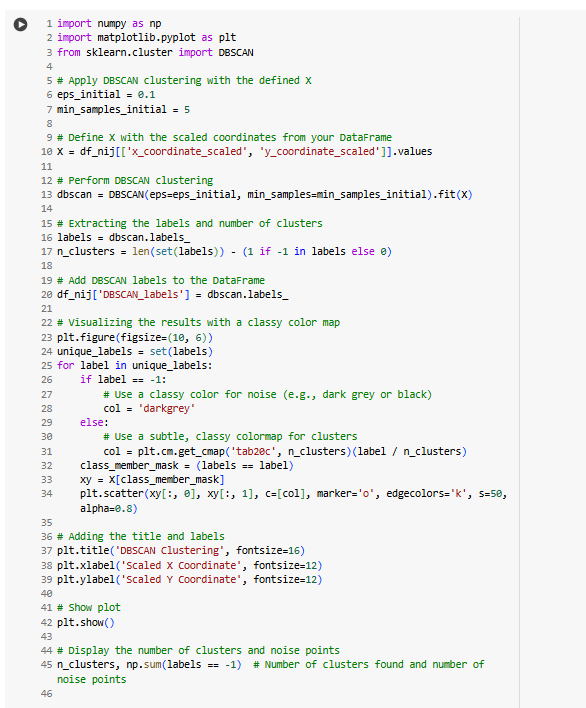 1 import numpy as np
2 import matplotlib.pyplot as plt
3 from sklearn.cluster import DBSCAN
4
5 # Apply DBSCAN clustering with the defined X
6 eps_initial = 0.1
7 min_samples_initial = 5
8
9 # Define X with the scaled coordinates from your DataFrame
10 X = df_nij[['x_coordinate_scaled', 'y_coordinate_scaled']].values
11
12 # Perform DBSCAN clustering
13 dbscan = DBSCAN(eps=eps_initial, min_samples=min_samples_initial).fit(X)
14
15 # Extracting the labels and number of clusters
16 labels = dbscan.labels_
17 n_clusters = len(set(labels)) - (1 if -1 in labels else 0)
18
19 # Add DBSCAN labels to the DataFrame
20 df_nij['DBSCAN_labels'] = dbscan.labels_
21
22 # Visualizing the results with a classy color map
23 plt.figure(figsize=(10, 6))
24 unique_labels = set(labels)
25 for label in unique_labels:
26     if label == -1:
27         # Use a classy color for noise (e.g., dark grey or black)
28         col = 'darkgrey'
29     else:
30         # Use a subtle, classy colormap for clusters
31         col = plt.cm.get_cmap('tab20c', n_clusters)(label / n_clusters)
32     class_member_mask = (labels == label)
33     xy = X[class_member_mask]
34     plt.scatter(xy[:, 0], xy[:, 1], c=[col], marker='o', edgecolors='k', s=50,
alpha=0.8)
35
36 # Adding the title and labels
37 plt.title('DBSCAN Clustering', fontsize=16)
38 plt.xlabel('Scaled X Coordinate', fontsize=12)
39 plt.ylabel('Scaled Y Coordinate', fontsize=12)
40
41 # Show plot
42 plt.show()
43
44 # Display the number of clusters and noise points
45 n_clusters, np.sum(labels == -1)  # Number of clusters found and number of
noise points
46